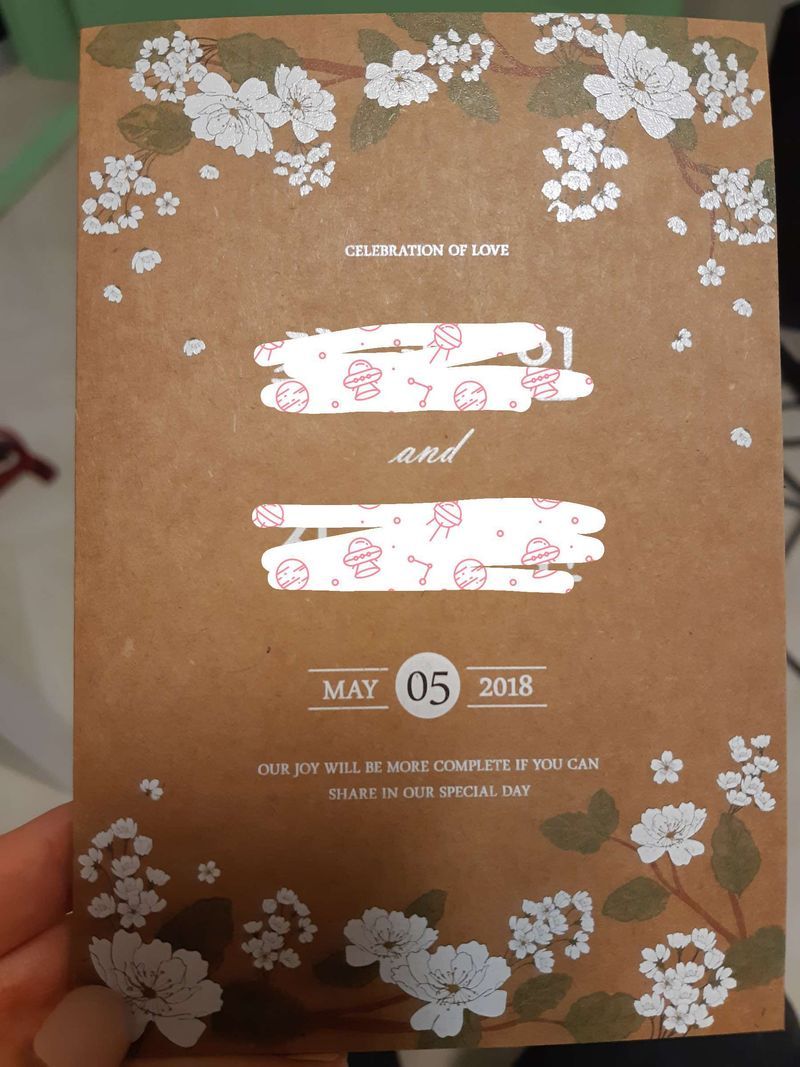 CELEBRATION OF LOVE
and
MAY 05 2018
OUR JOY WILL BE MORE COMPLETE IF YOU CAN
SHARE IN OUR SPECIAL DAY